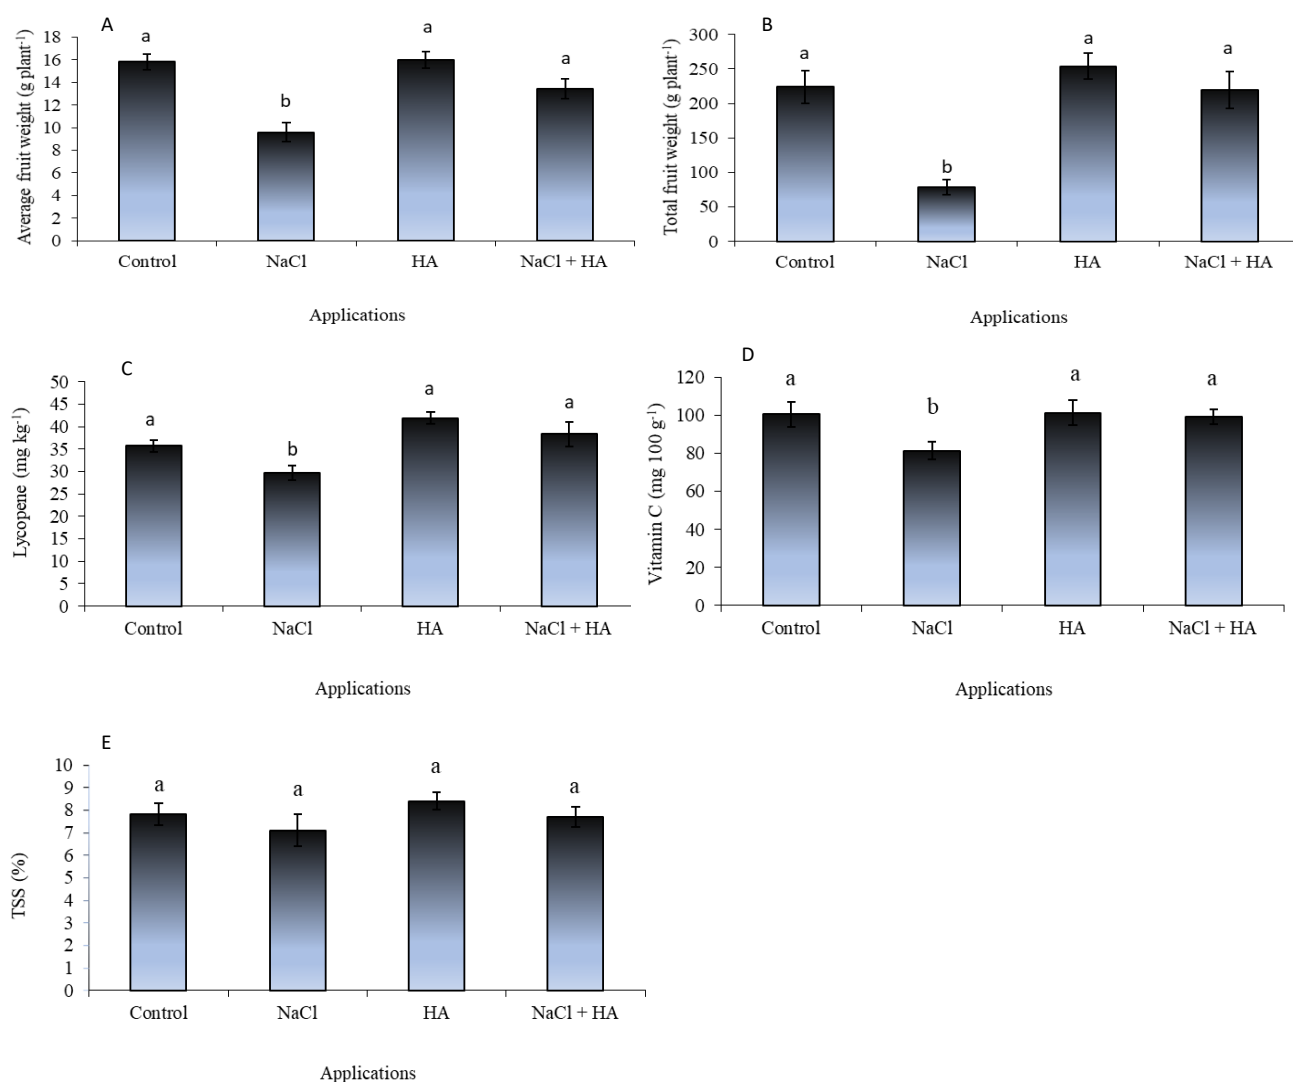 A
Average fruit weight (g plant⁻¹)
18
16
14
12
10
8
6
4
2
0
a
b
a
a
Control NaCl HA NaCl + HA
Applications
B
Total fruit weight (g plant⁻¹)
300
250
200
150
100
50
0
a
b
a
a
Control NaCl HA NaCl + HA
Applications
C
Lycopene (mg kg⁻¹)
50
45
40
35
30
25
20
15
10
5
0
a
b
a
a
Control NaCl HA NaCl + HA
Applications
D
Vitamin C (mg 100 g⁻¹)
120
100
80
60
40
20
0
a
b
a
a
Control NaCl HA NaCl + HA
Applications
E
TSS (%)
10
9
8
7
6
5
4
3
2
1
0
a
a
a
a
Control NaCl HA NaCl + HA
Applications